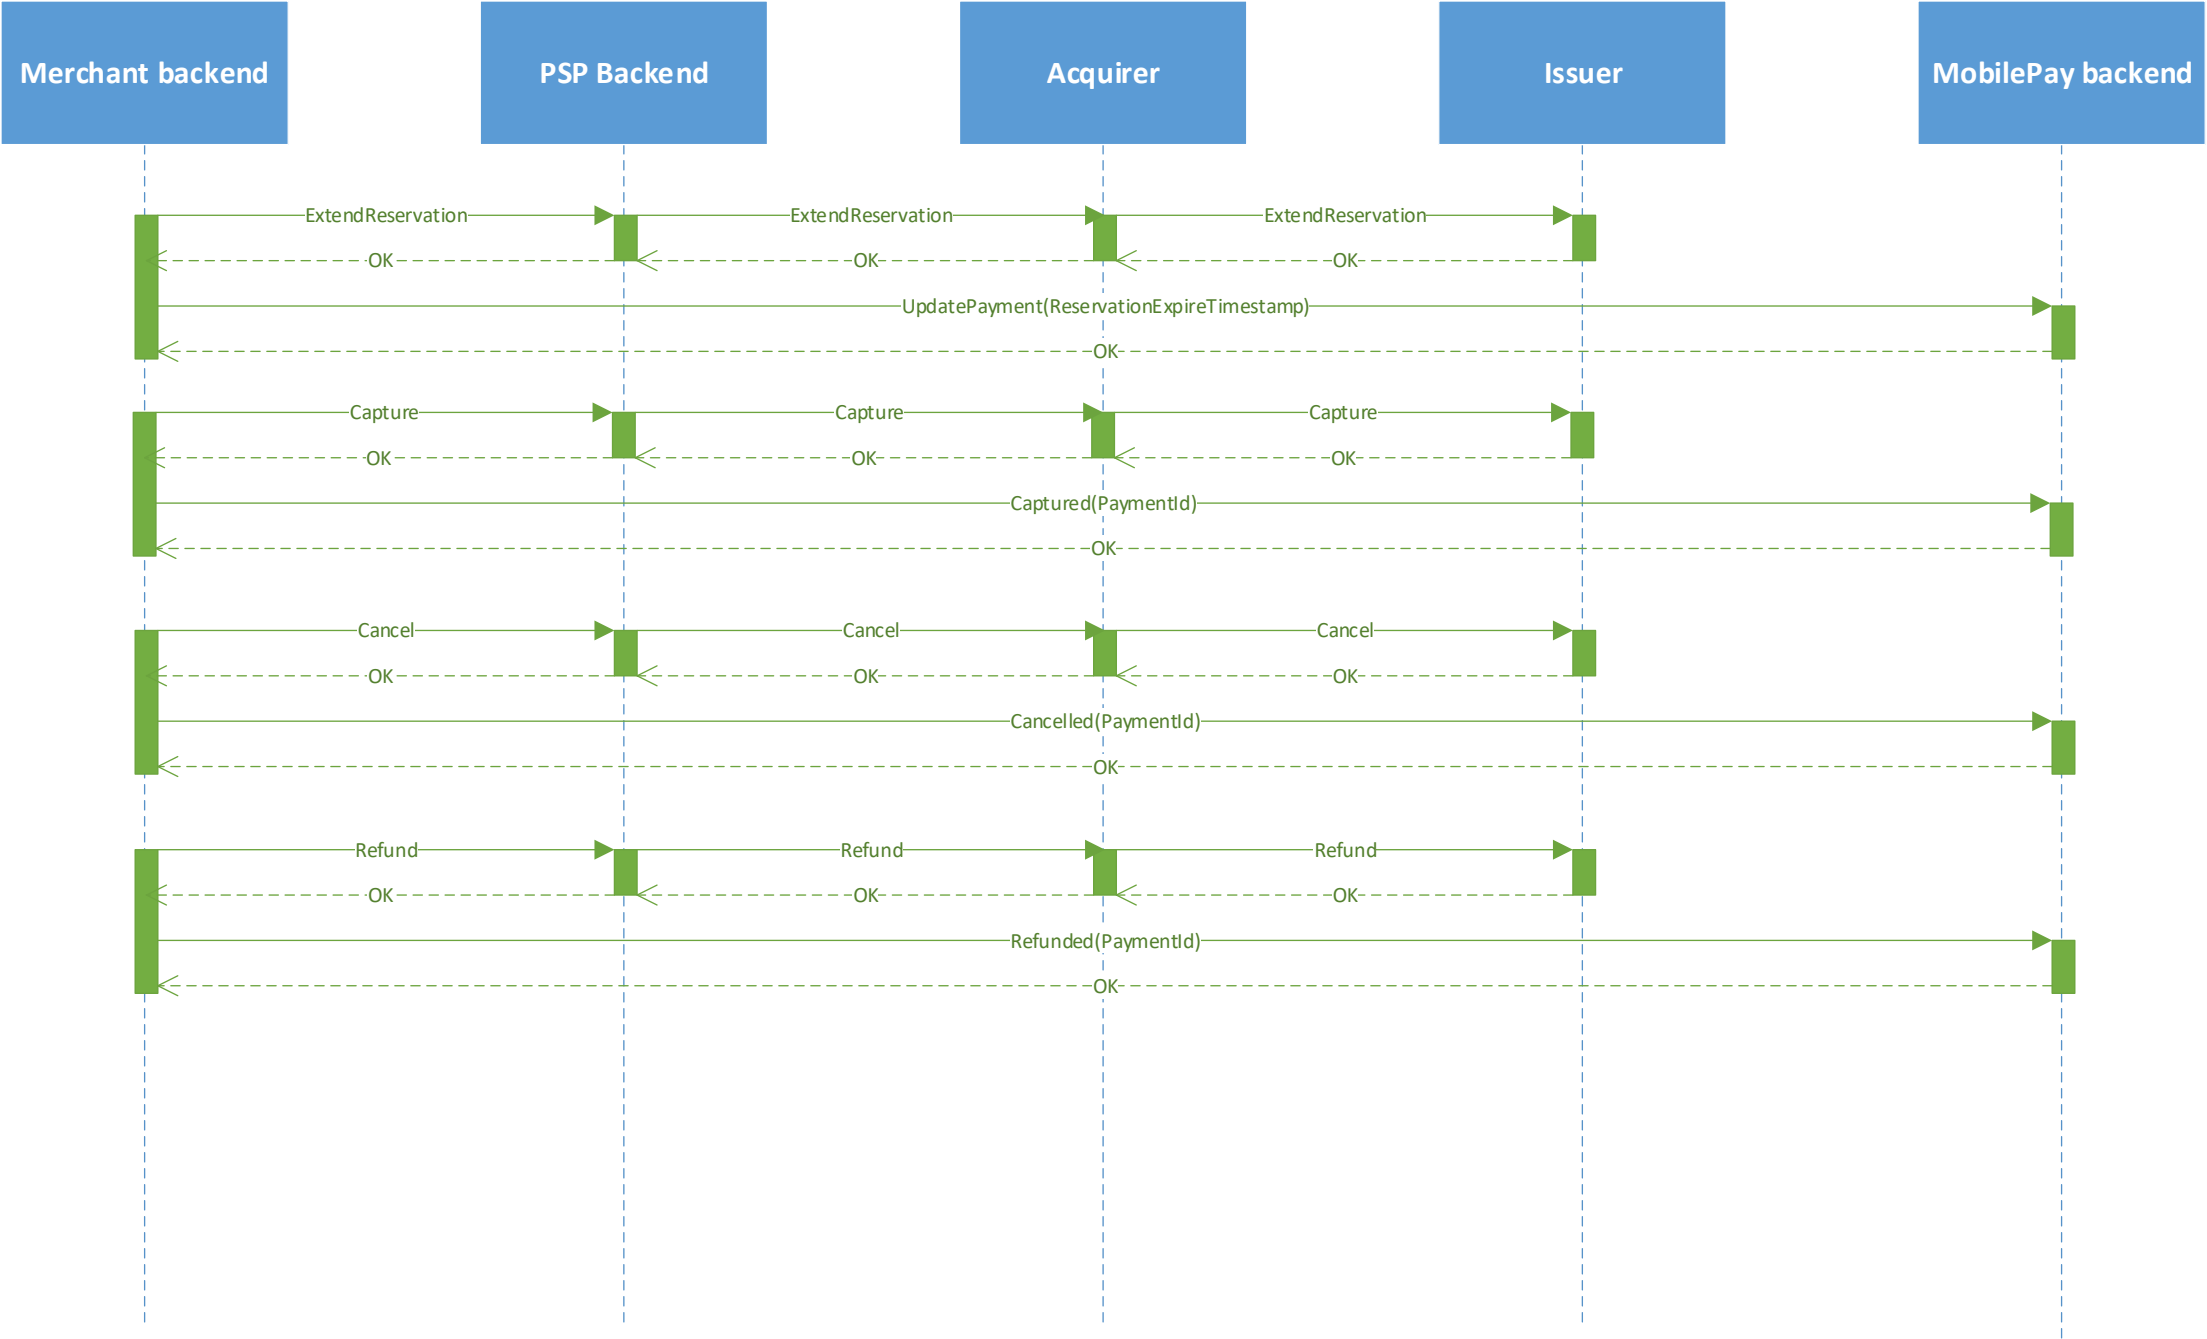 Merchant backend
PSP Backend
Acquirer
Issuer
MobilePay backend
ExtendReservation
ExtendReservation
ExtendReservation
OK
OK
OK
UpdatePayment(ReservationExpireTimestamp)
OK
Capture
Capture
Capture
OK
OK
OK
Captured(PaymentId)
OK
Cancel
Cancel
Cancel
OK
OK
OK
Cancelled(PaymentId)
OK
Refund
Refund
Refund
OK
OK
OK
Refunded(PaymentId)
OK